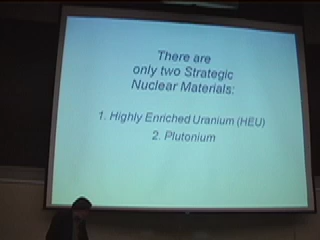 There are
only two Strategic
Nuclear Materials:
1. Highly Enriched Uranium (HEU)
2. Plutonium